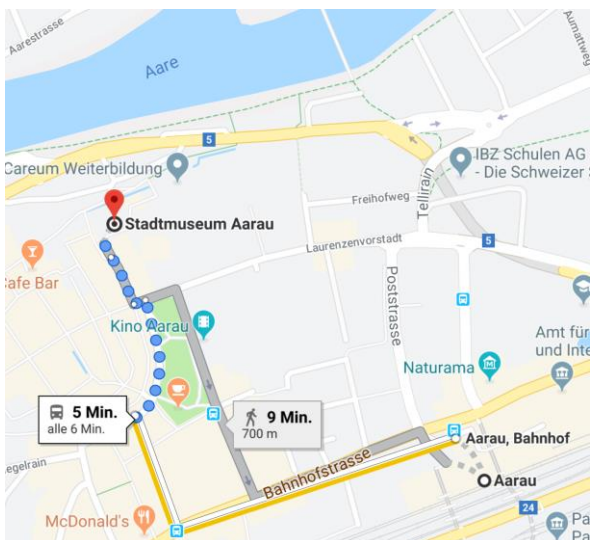 Aarestrasse
Aare
Aumattweg
5
Careum Weiterbildung
IBZ Schulen AG
- Die Schweizer S
Freihofweg
Tellirain
Stadtmuseum Aarau
Laurenzenvorstadt
5
Cafe Bar
Poststrasse
Kino Aarau
Amt für
und Inte
Naturama
5 Min.
alle 6 Min.
9 Min.
700 m
Aarau, Bahnhof
Bahnhofstrasse
egelrain
Aarau
24
McDonald's
Pa
Pa